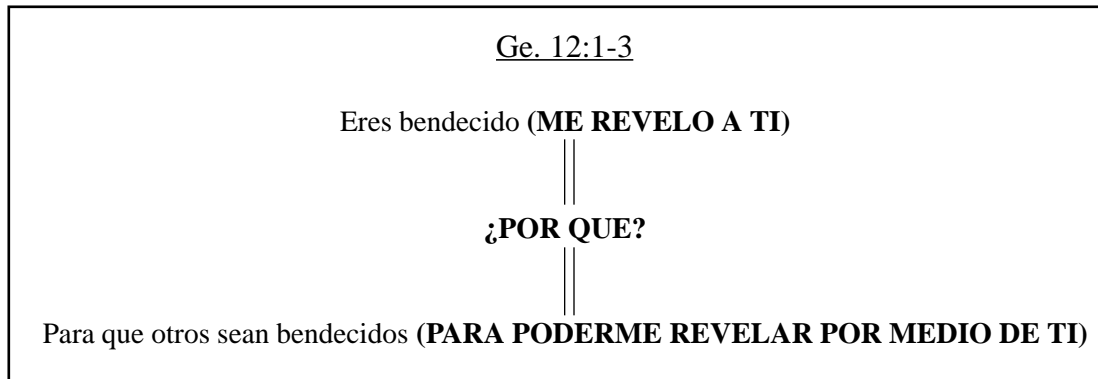 Ge. 12:1-3
Eres bendecido (ME REVELO A TI)
¿POR QUE?
Para que otros sean bendecidos (PARA PODERME REVELAR POR MEDIO DE TI)